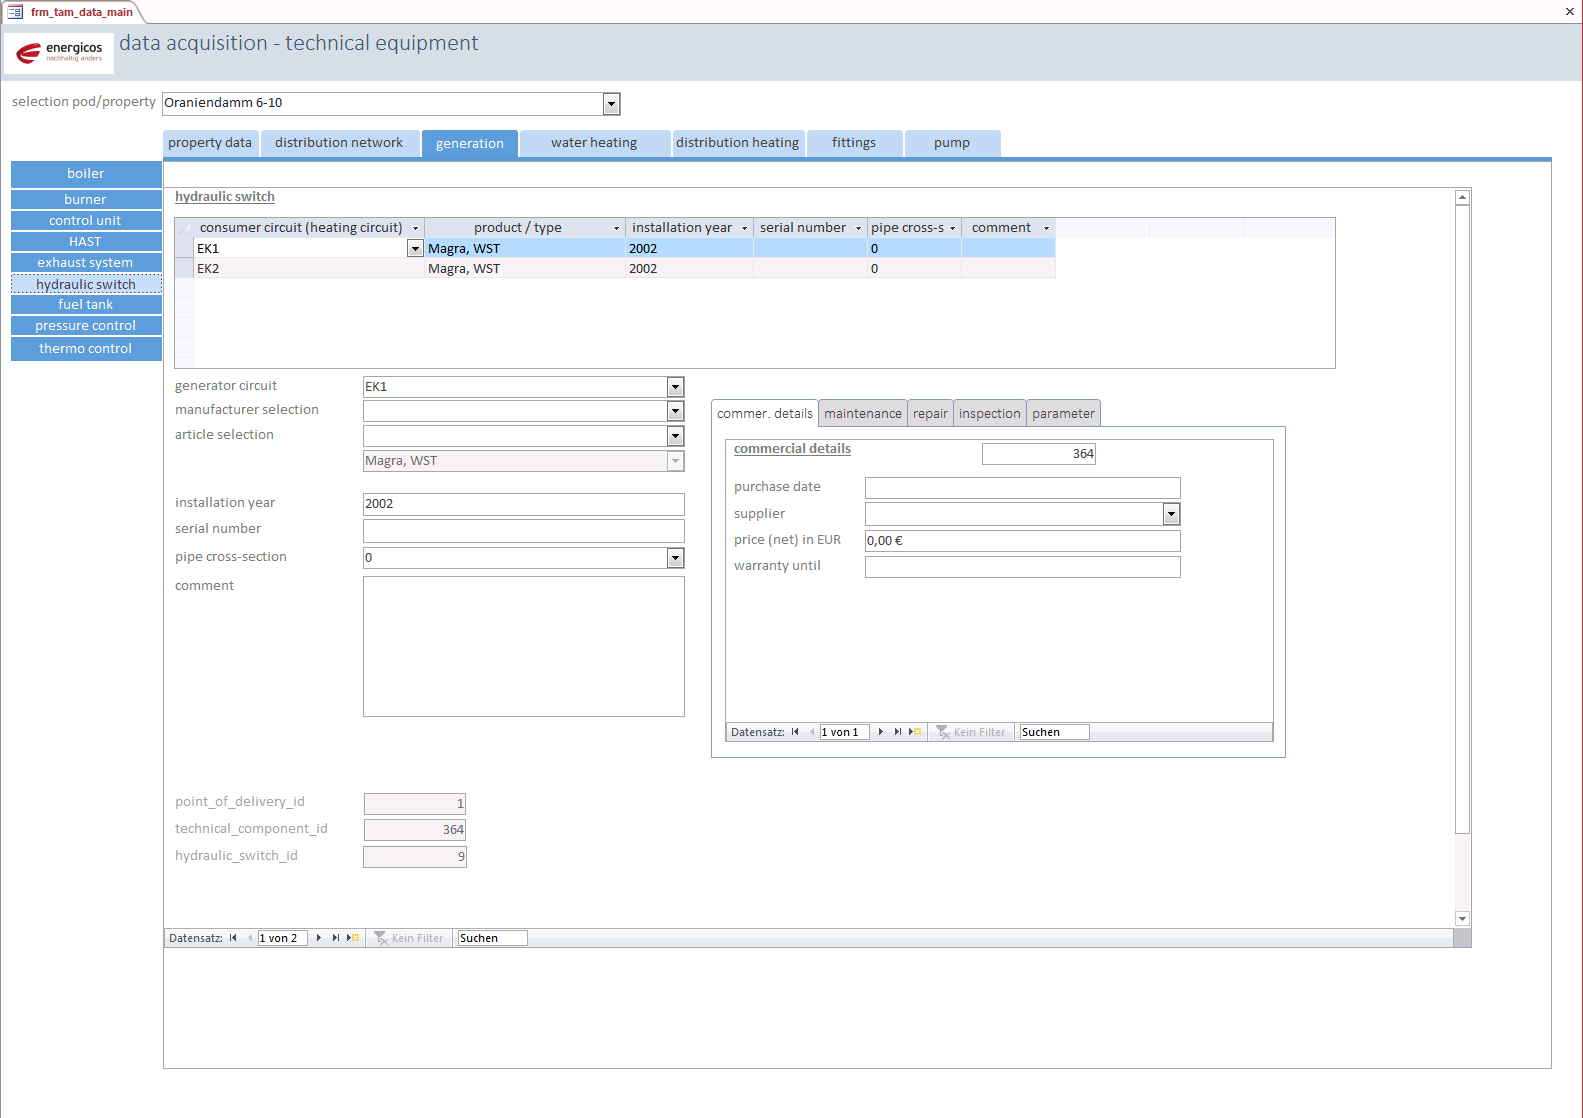 frm_tam_data_main
energicos
nachhaltig anders
data acquisition - technical equipment
selection pod/property Oraniendamm 6-10
property data distribution network generation water heating distribution heating fittings pump
boiler
burner
control unit
HAST
exhaust system
hydraulic switch
fuel tank
pressure control
thermo control
hydraulic switch
consumer circuit (heating circuit) product / type installation year serial number pipe cross-s comment
EK1 Magra, WST 2002 0
EK2 Magra, WST 2002 0
generator circuit EK1
manufacturer selection
article selection
Magra, WST
installation year 2002
serial number
pipe cross-section 0
comment
commer. details maintenance repair inspection parameter
commercial details 364
purchase date
supplier
price (net) in EUR 0,00 €
warranty until
Datensatz: 1 von 1 Kein Filter Suchen
point_of_delivery_id 1
technical_component_id 364
hydraulic_switch_id 9
Datensatz: 1 von 2 Kein Filter Suchen